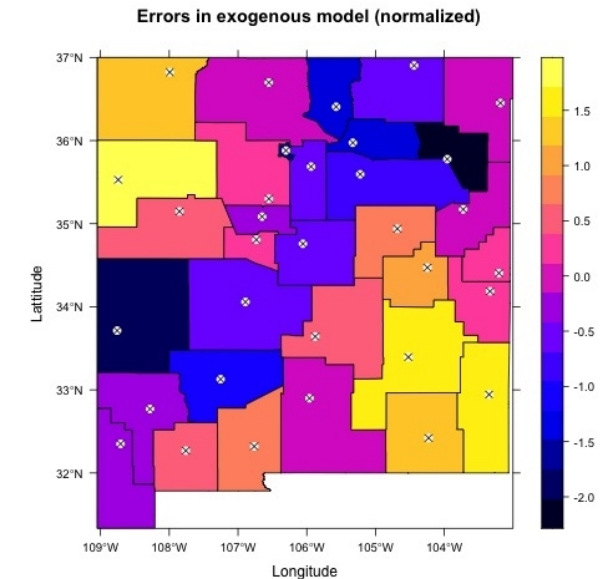 Errors in exogenous model (normalized)
37°N
36°N
35°N
34°N
33°N
32°N
Lattitude
109°W 108°W 107°W 106°W 105°W 104°W
Longitude
1.5
1.0
0.5
0.0
-0.5
-1.0
-1.5
-2.0